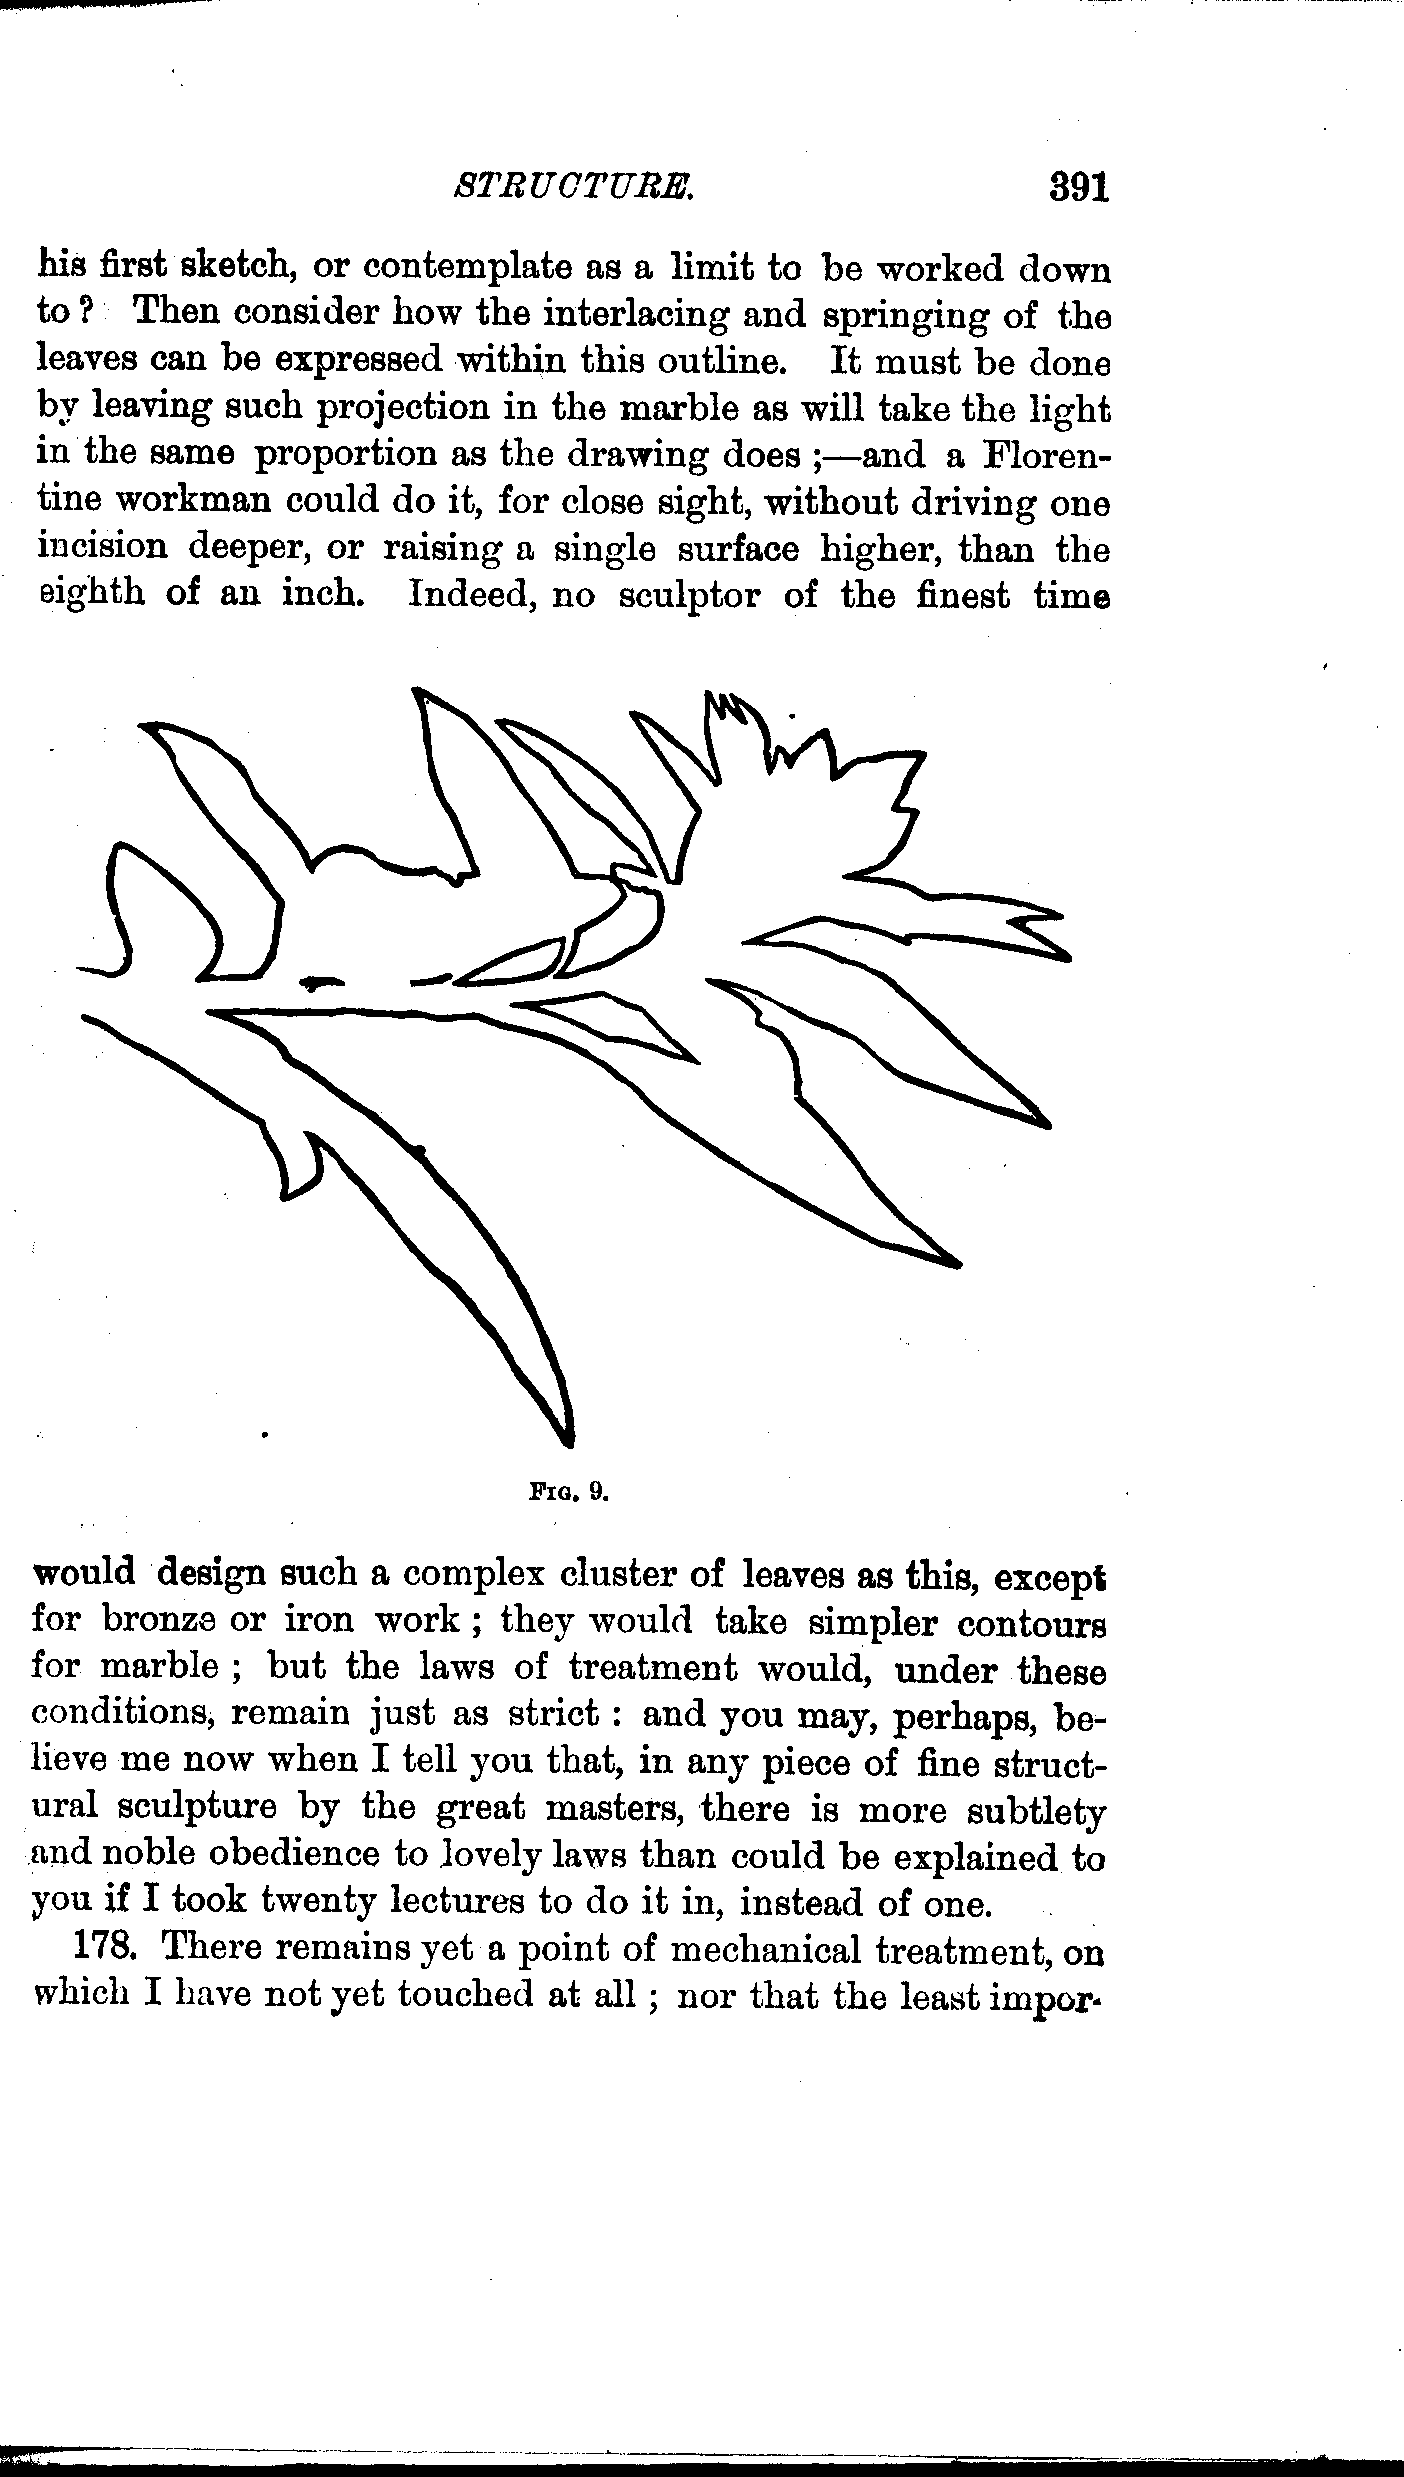 STRUCTURE. 391
his first sketch, or contemplate as a limit to be worked down
to ? Then consider how the interlacing and springing of the
leaves can be expressed within this outline. It must be done
by leaving such projection in the marble as will take the light
in the same proportion as the drawing does ;—and a Floren-
tine workman could do it, for close sight, without driving one
incision deeper, or raising a single surface higher, than the
eighth of an inch. Indeed, no sculptor of the finest time
FIG. 9.
would design such a complex cluster of leaves as this, except
for bronze or iron work ; they would take simpler contours
for marble ; but the laws of treatment would, under these
conditions, remain just as strict : and you may, perhaps, be-
lieve me now when I tell you that, in any piece of fine struct-
ural sculpture by the great masters, there is more subtlety
and noble obedience to lovely laws than could be explained to
you if I took twenty lectures to do it in, instead of one.
178. There remains yet a point of mechanical treatment, on
which I have not yet touched at all ; nor that the least impor-